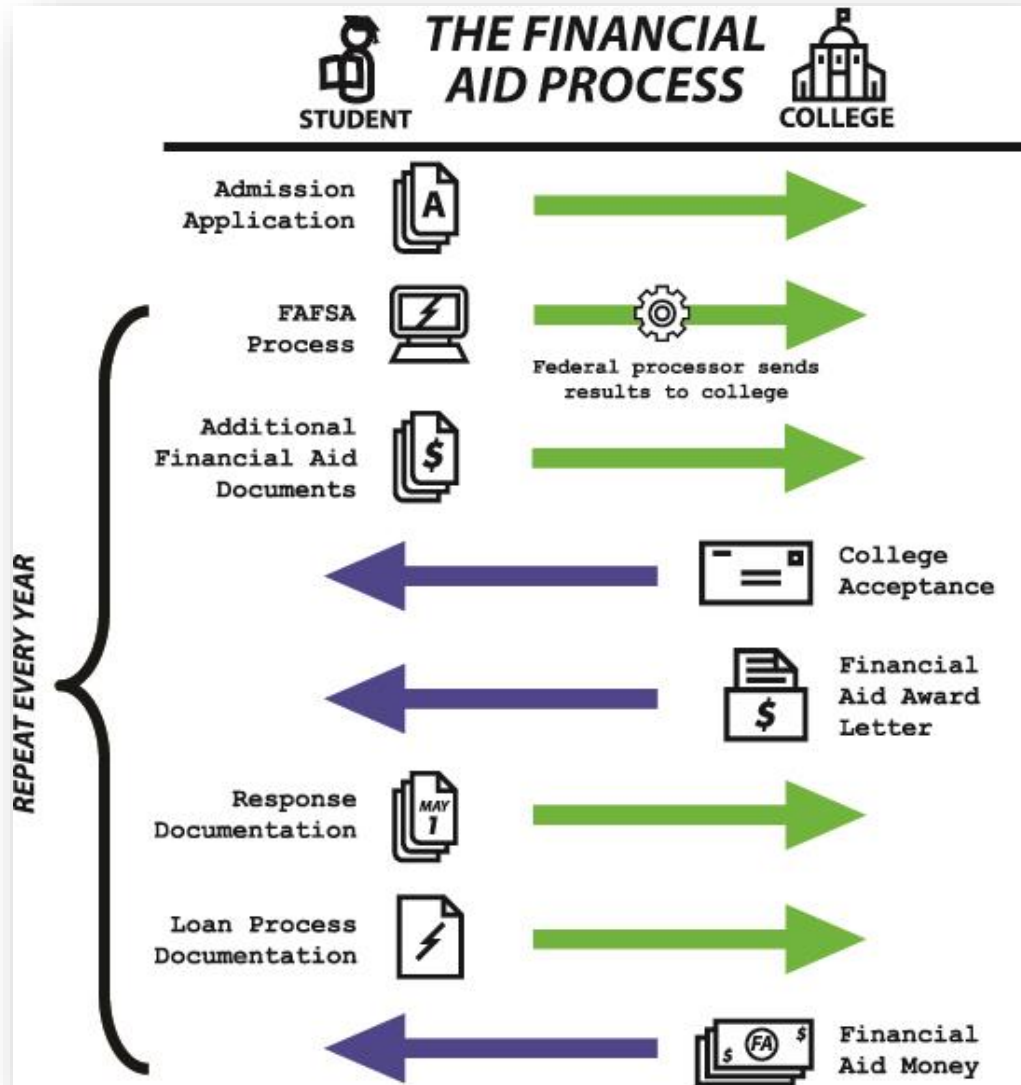 THE FINANCIAL
AID PROCESS
STUDENT
COLLEGE
Admission
Application
A
FAFSA
Process
Federal processor sends
results to college
Additional
Financial Aid
Documents
$
College
Acceptance
Financial
Aid Award
Letter
$
REPEAT EVERY YEAR
Response
Documentation
MAY
1
Loan Process
Documentation
Financial
Aid Money
$ FA $